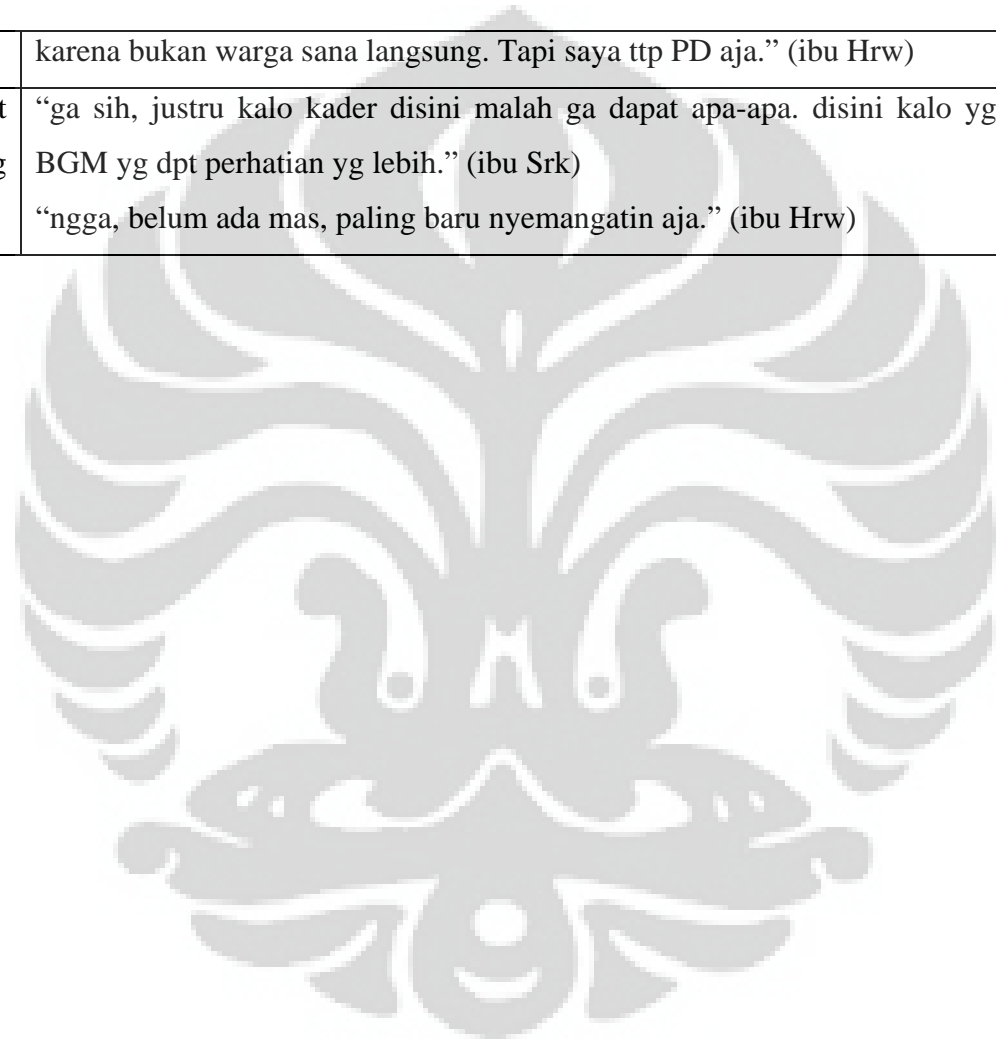 karena bukan warga sana langsung. Tapi saya ttp PD aja.” (ibu Hrw)
“ga sih, justru kalo kader disini malah ga dapat apa-apa. disini kalo yg
BGM yg dpt perhatian yg lebih.” (ibu Srk)
“ngga, belum ada mas, paling baru nyemangatin aja.” (ibu Hrw)